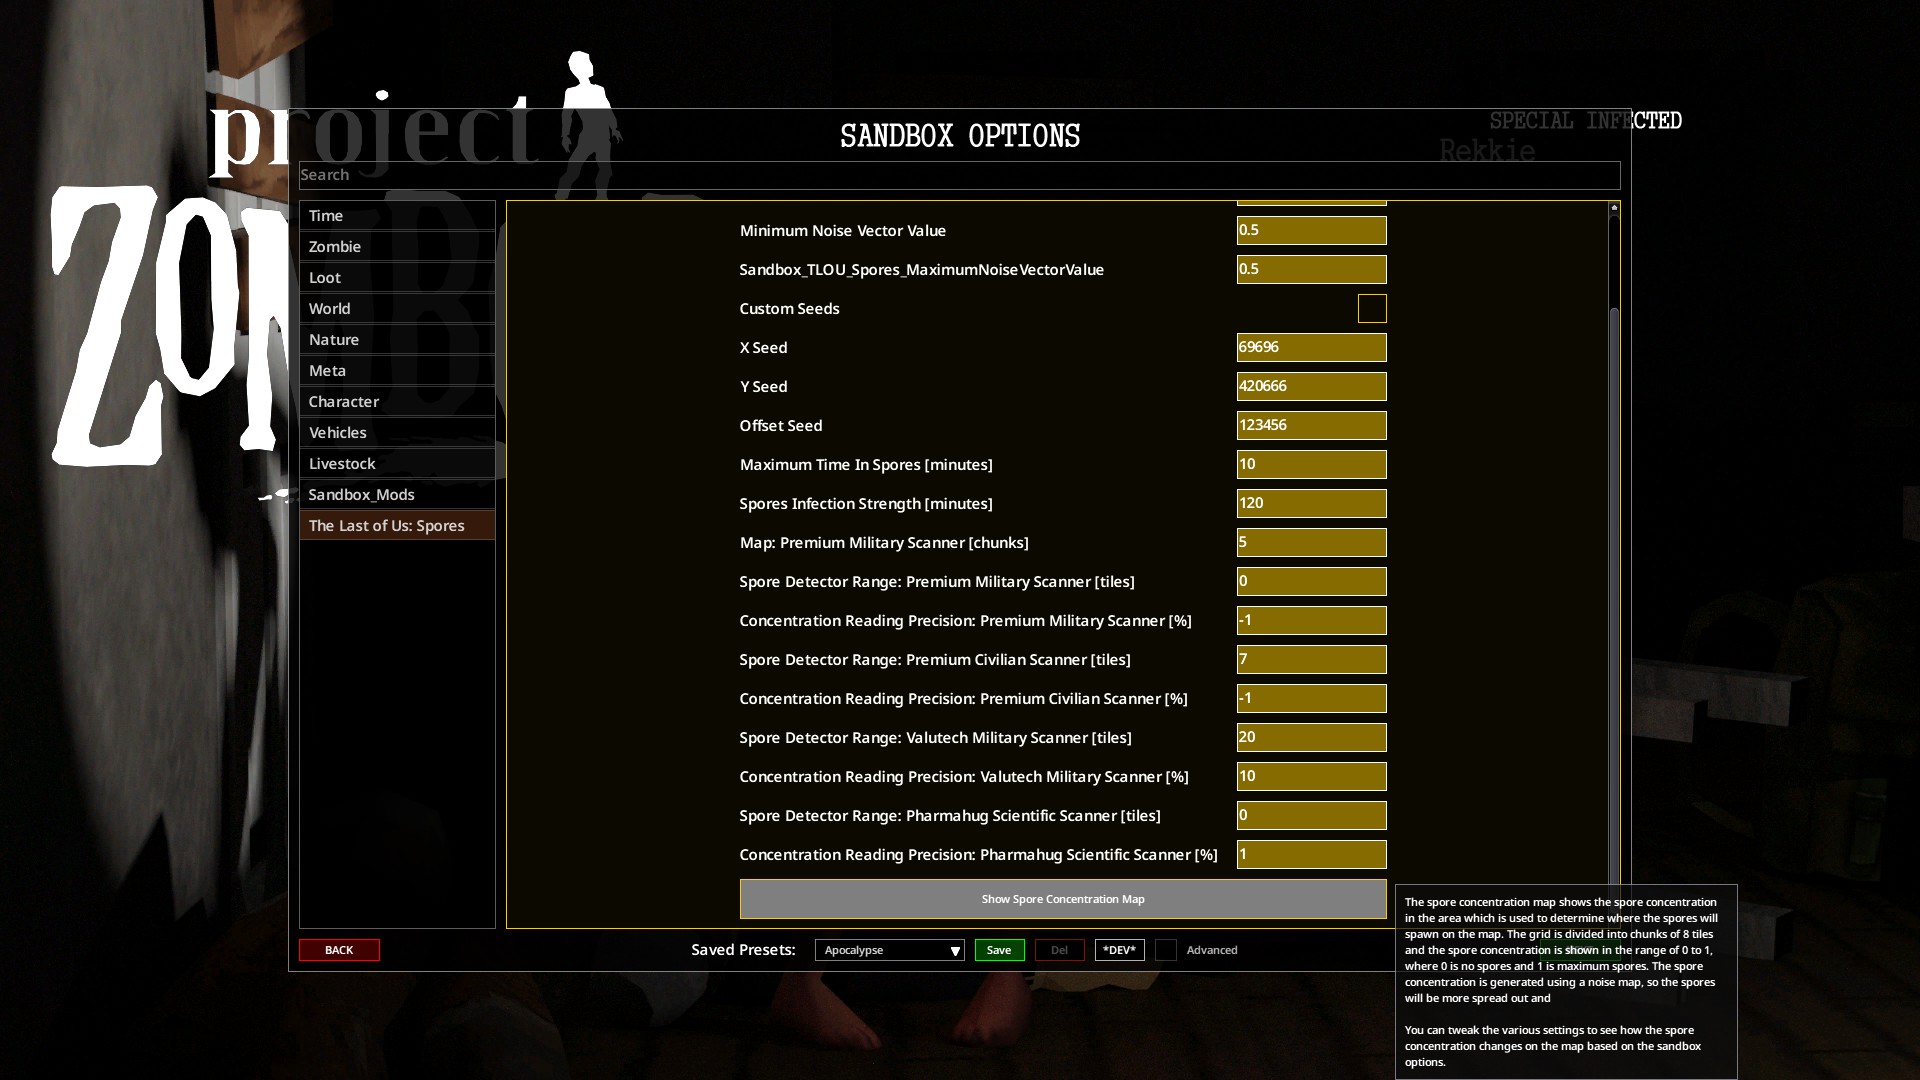 project
SPECIAL INFECTED
Rekkie
SANDBOX OPTIONS
Search
Time
Zombie
Loot
World
Nature
Meta
Character
Vehicles
Livestock
Sandbox_Mods
The Last of Us: Spores
Minimum Noise Vector Value 0.5
Sandbox_TLOU_Spores_MaximumNoiseVectorValue 0.5
Custom Seeds
X Seed 69696
Y Seed 420666
Offset Seed 123456
Maximum Time In Spores [minutes] 10
Spores Infection Strength [minutes] 120
Map: Premium Military Scanner [chunks] 5
Spore Detector Range: Premium Military Scanner [tiles] 0
Concentration Reading Precision: Premium Military Scanner [%] -1
Spore Detector Range: Premium Civilian Scanner [tiles] 7
Concentration Reading Precision: Premium Civilian Scanner [%] -1
Spore Detector Range: Valutech Military Scanner [tiles] 20
Concentration Reading Precision: Valutech Military Scanner [%] 10
Spore Detector Range: Pharmahug Scientific Scanner [tiles] 0
Concentration Reading Precision: Pharmahug Scientific Scanner [%] 1
Show Spore Concentration Map
BACK
Saved Presets: Apocalypse Save Del *DEV* Advanced
The spore concentration map shows the spore concentration
in the area which is used to determine where the spores will
spawn on the map. The grid is divided into chunks of 8 tiles
and the spore concentration is shown in the range of 0 to 1,
where 0 is no spores and 1 is maximum spores. The spore
concentration is generated using a noise map, so the spores
will be more spread out and
You can tweak the various settings to see how the spore
concentration changes on the map based on the sandbox
options.